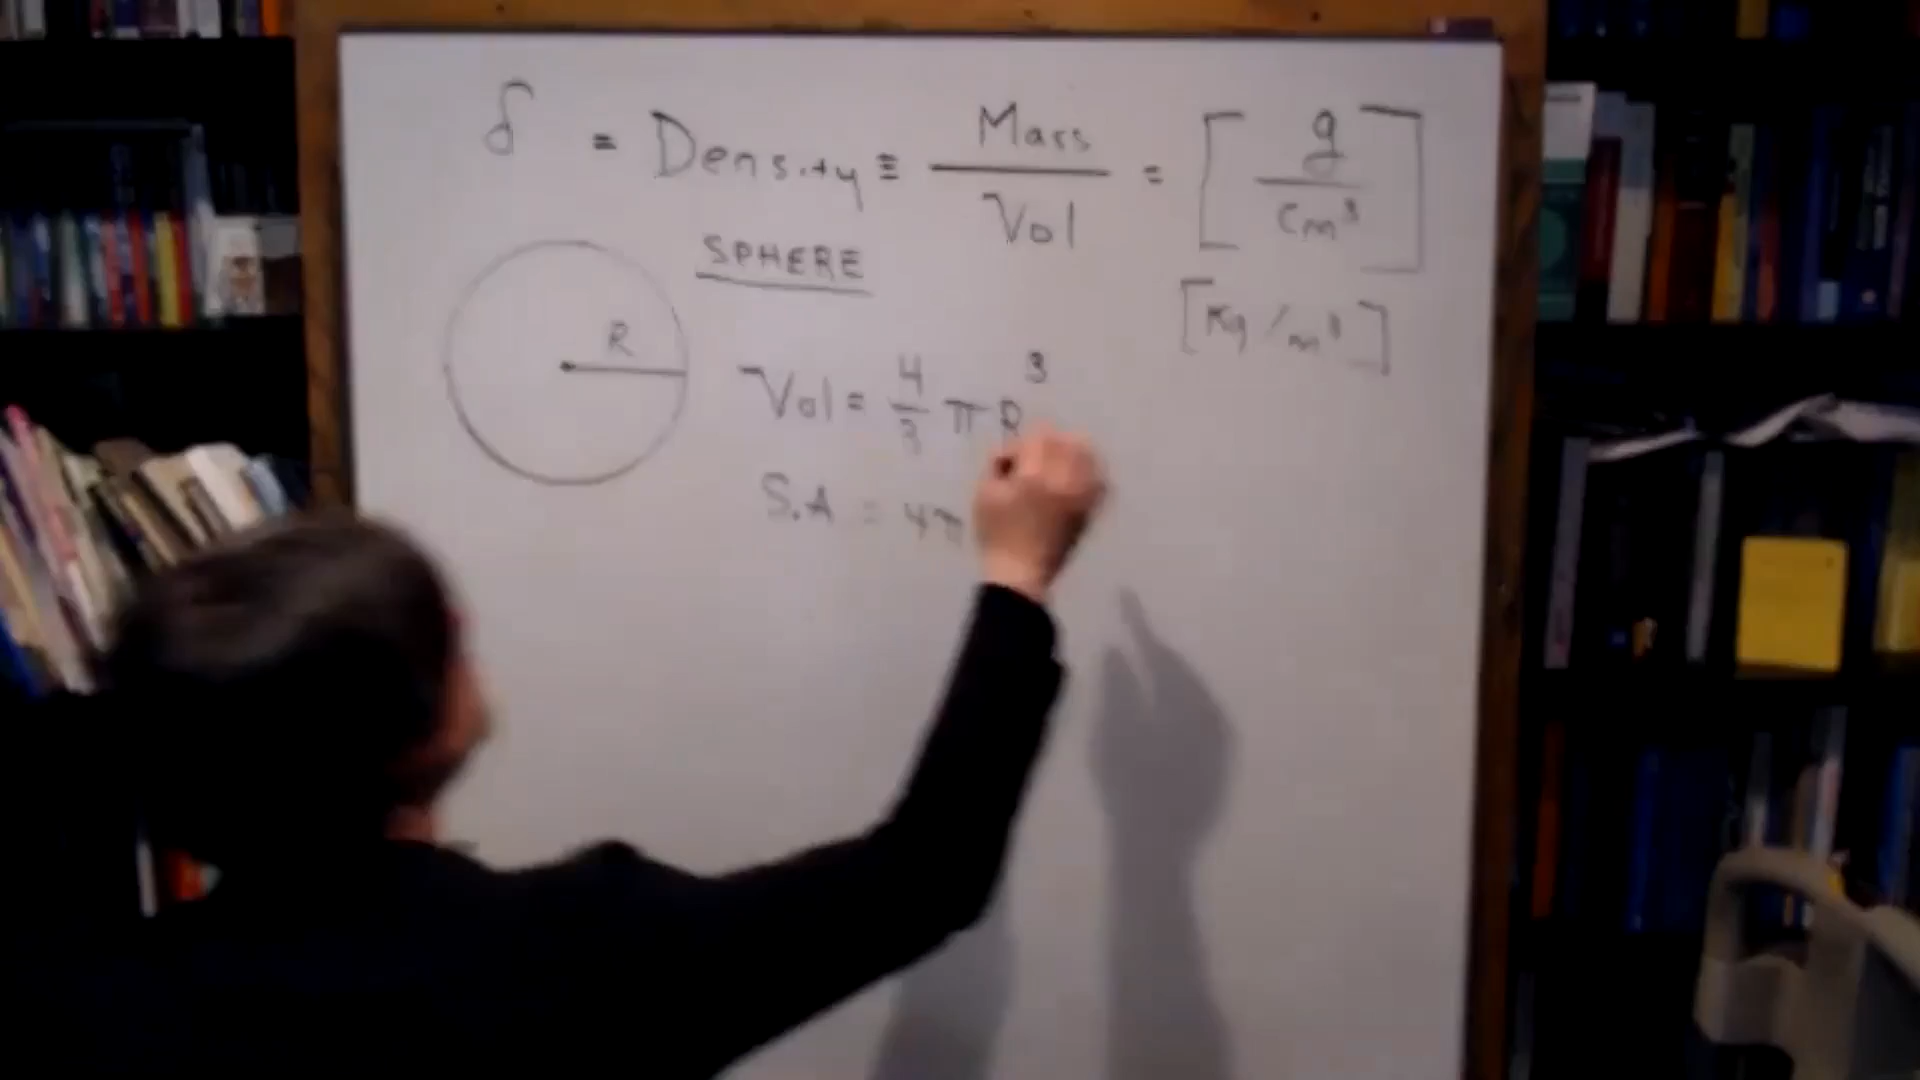 δ = Density ≡ Mass / Vol = [ g / cm³ ]
SPHERE
[Kg/m³]
R
Vol = 4/3 π R³
S.A = 4π